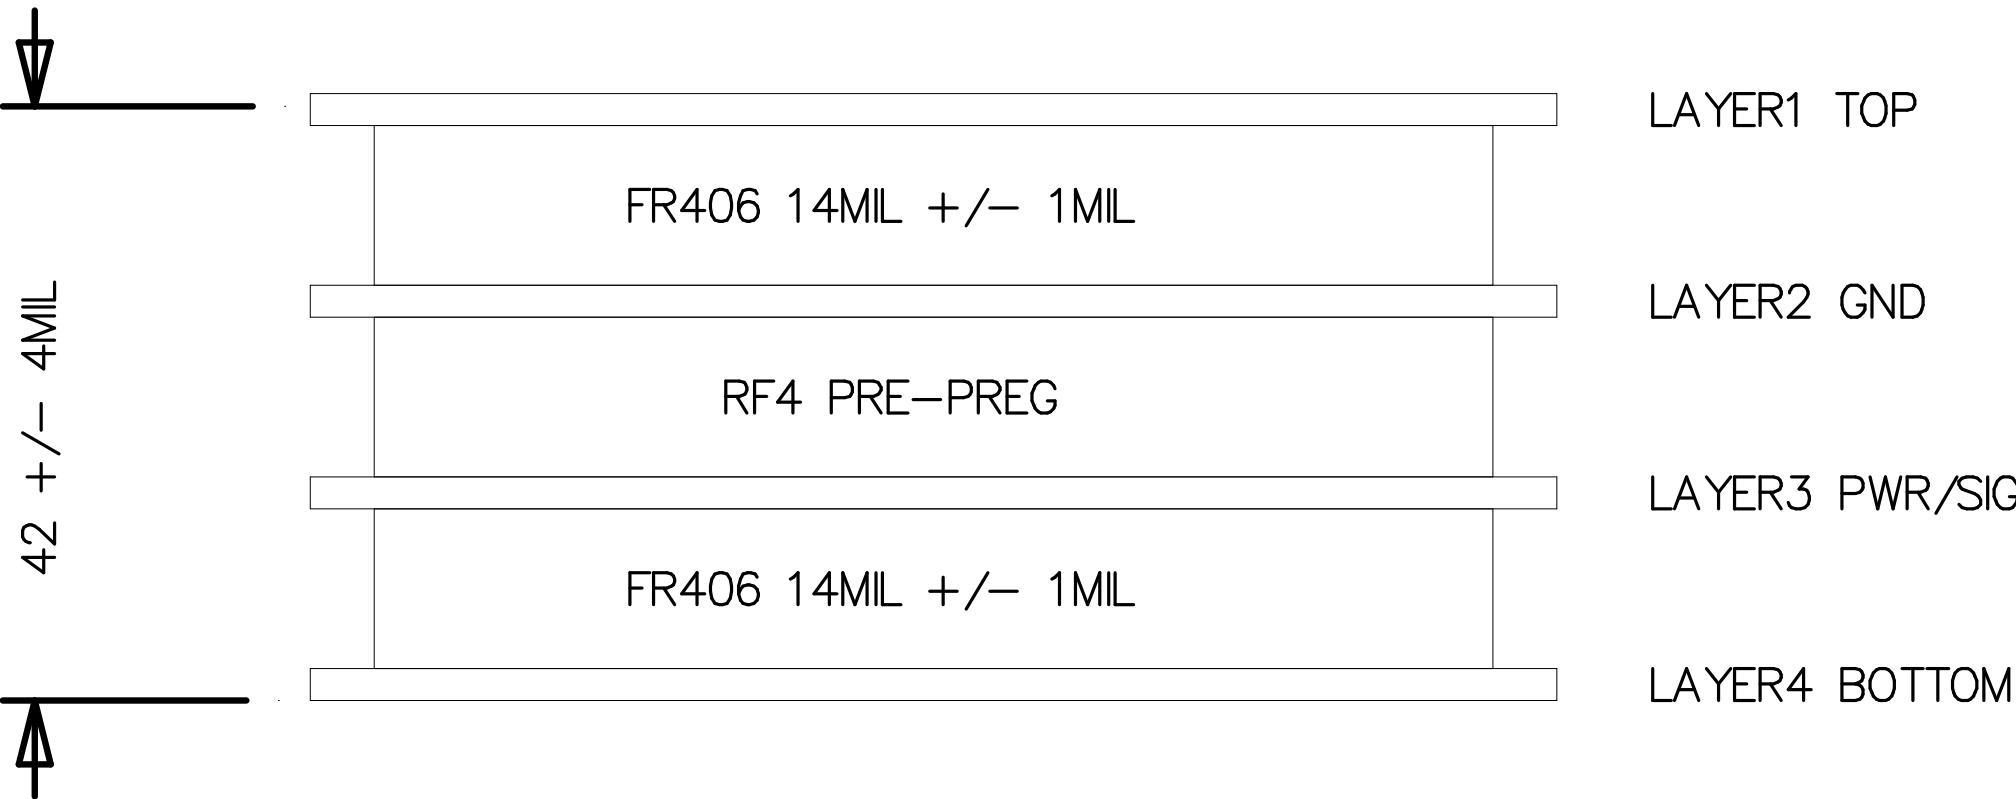 LAYER1 TOP
FR406 14MIL +/- 1MIL
LAYER2 GND
42 +/- 4MIL
RF4 PRE-PREG
LAYER3 PWR/SIG
FR406 14MIL +/- 1MIL
LAYER4 BOTTOM